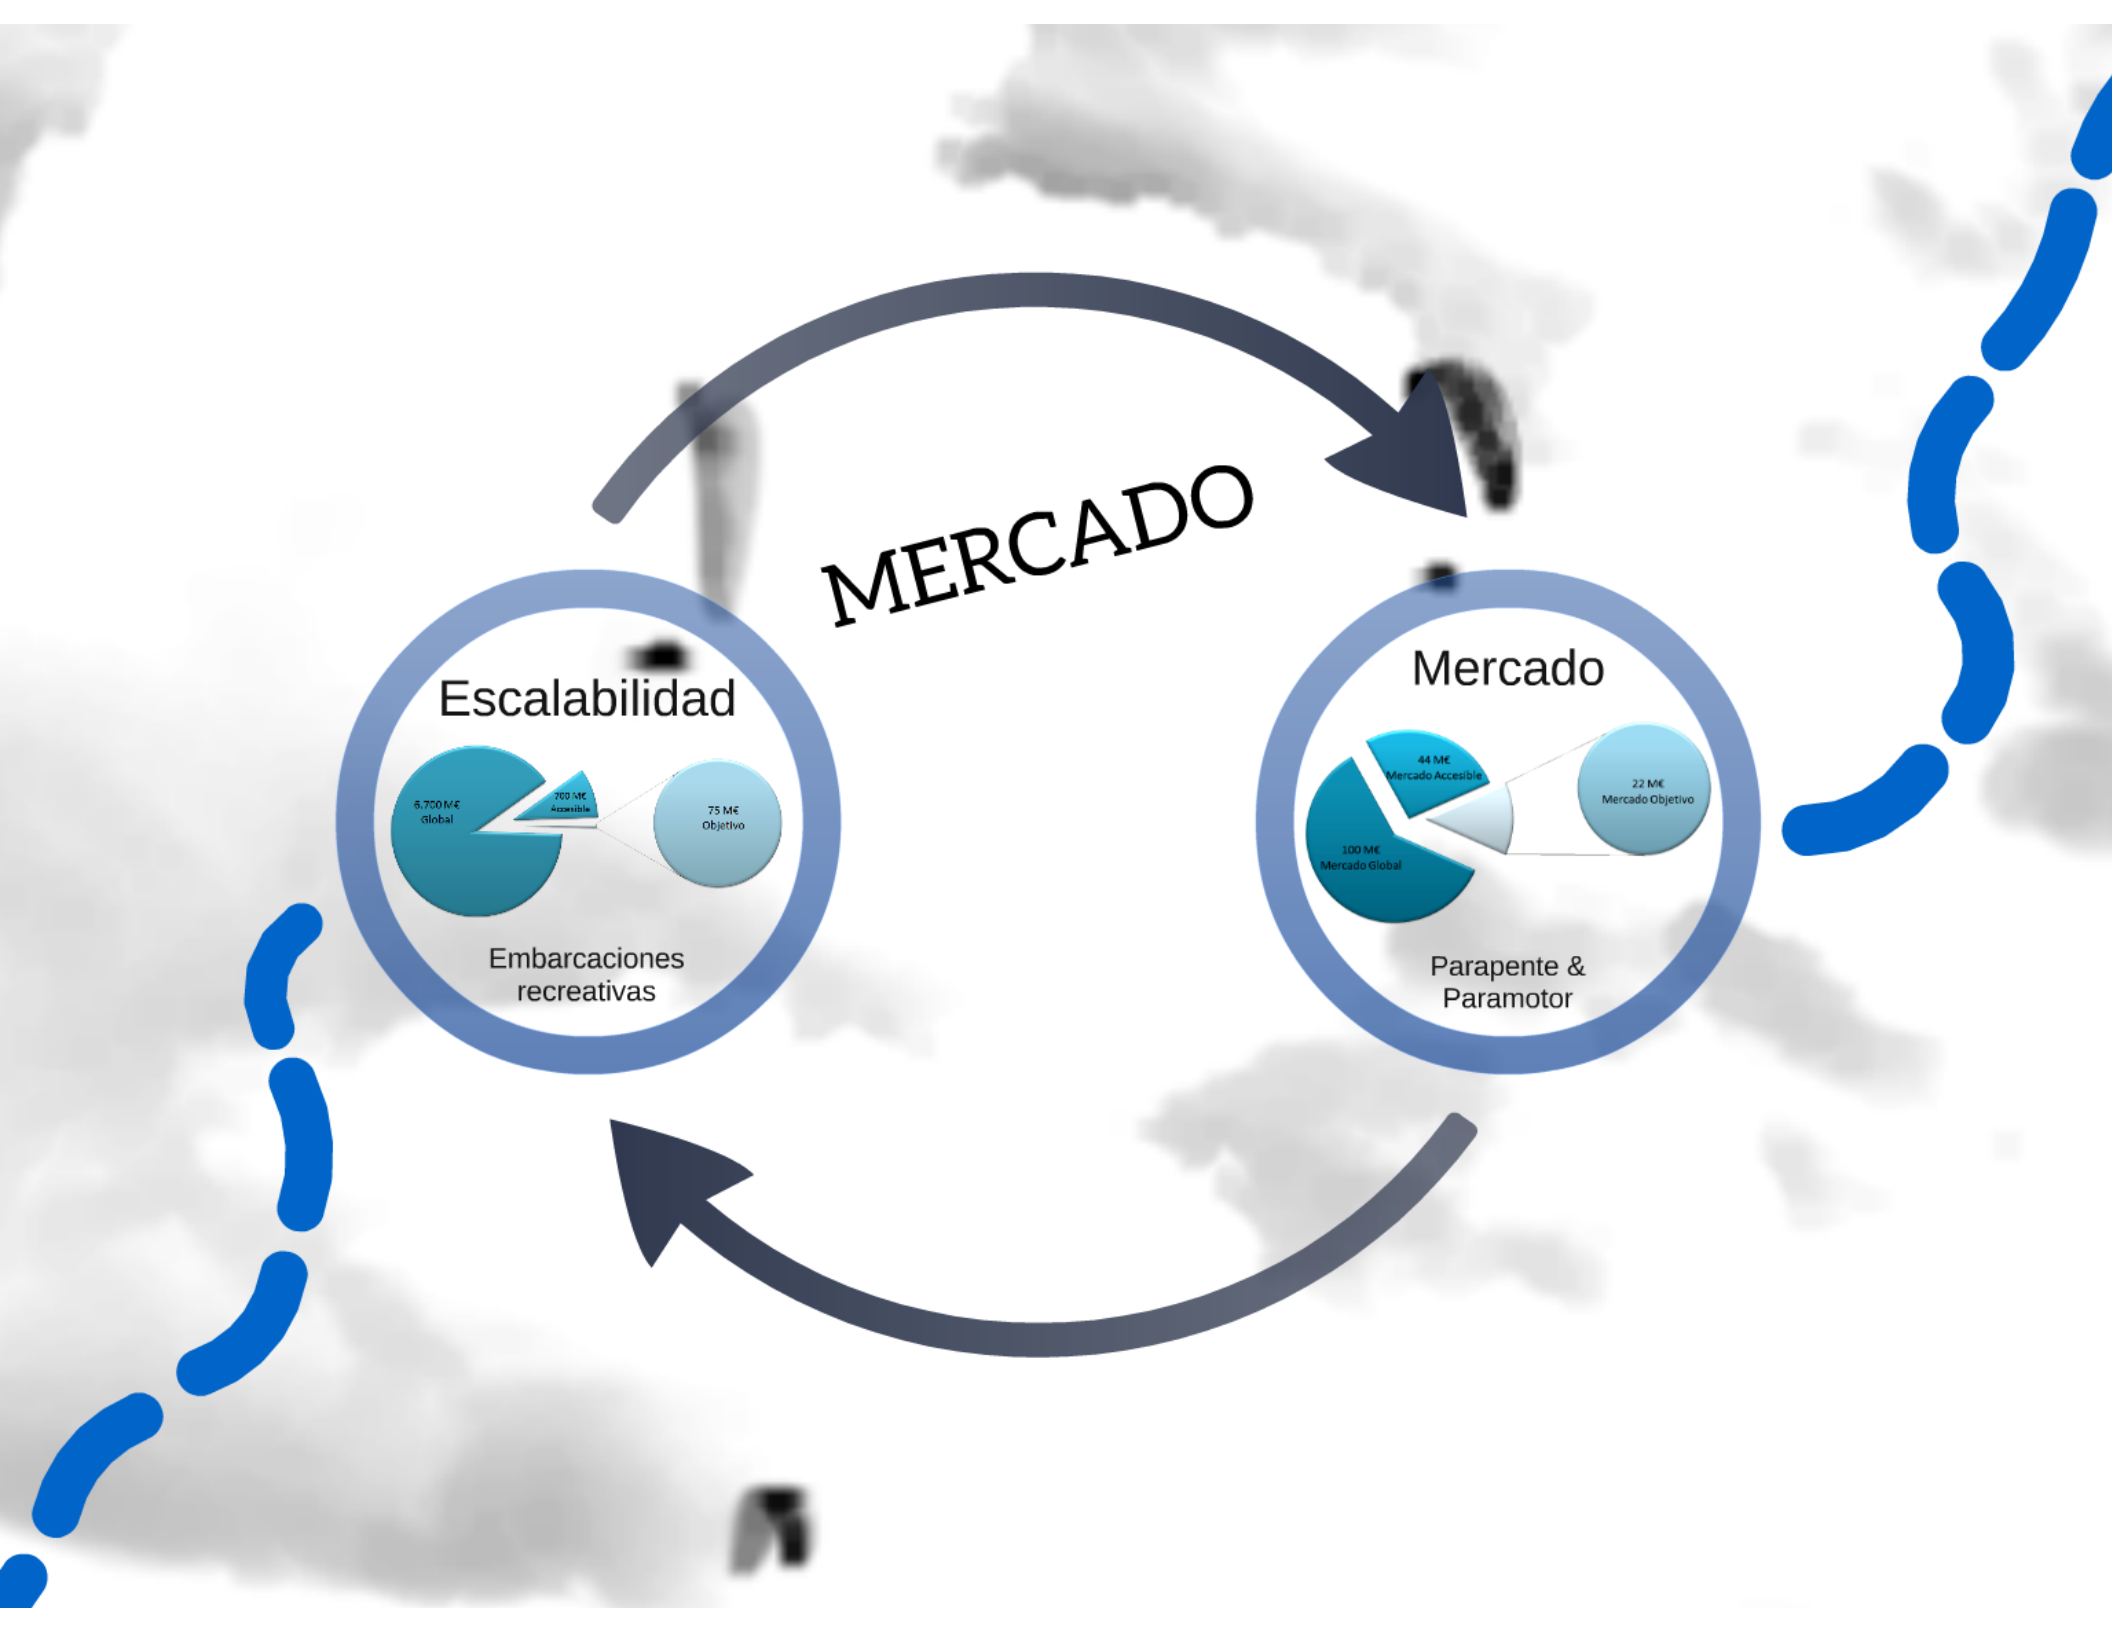 MERCADO
Escalabilidad
6.700 M€
Global
700 M€
Accesible
75 M€
Objetivo
Embarcaciones
recreativas
Mercado
44 M€
Mercado Accesible
100 M€
Mercado Global
22 M€
Mercado Objetivo
Parapente &
Paramotor